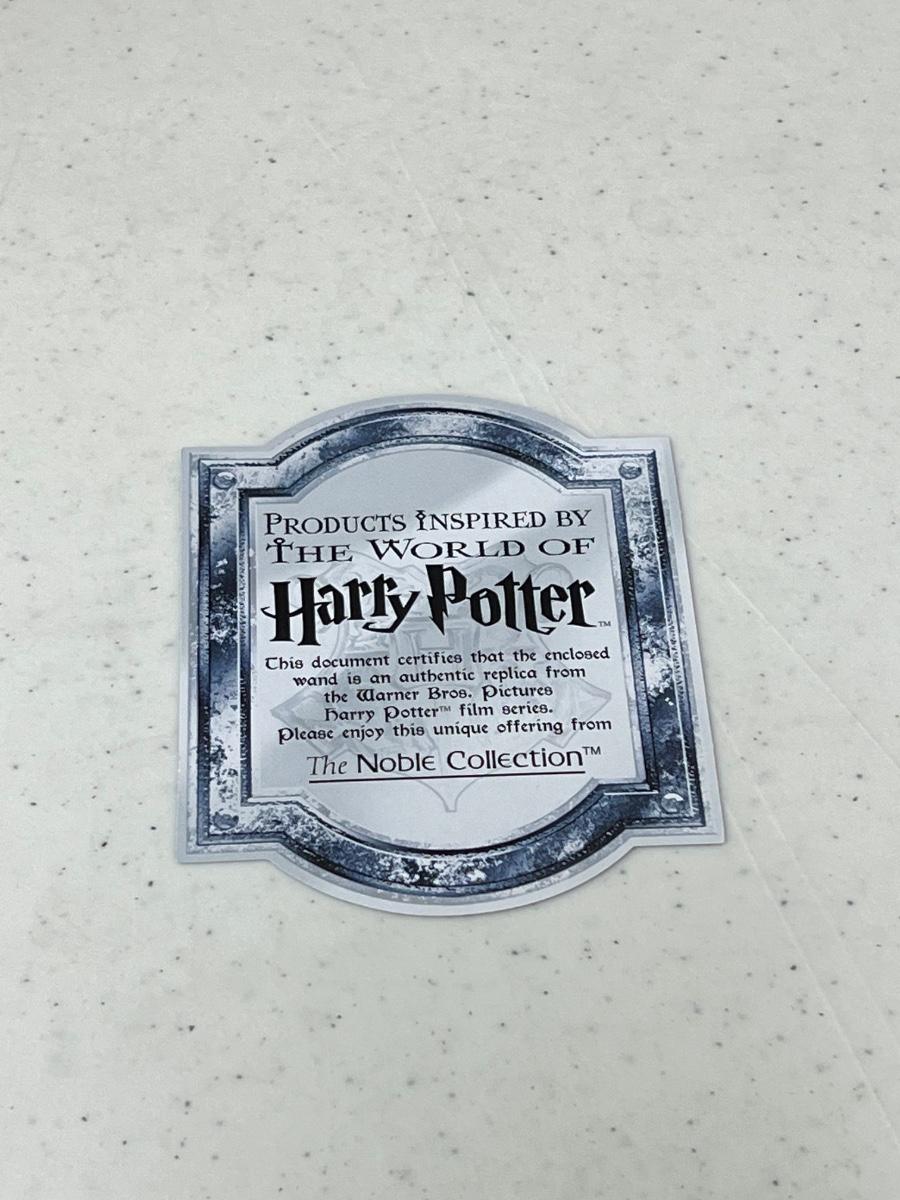 PRODUCTS INSPIRED BY
THE WORLD OF
Harry Potter™
This document certifies that the enclosed
wand is an authentic replica from
the Warner Bros. Pictures
Harry Potter™ film series.
Please enjoy this unique offering from
The Noble Collection™